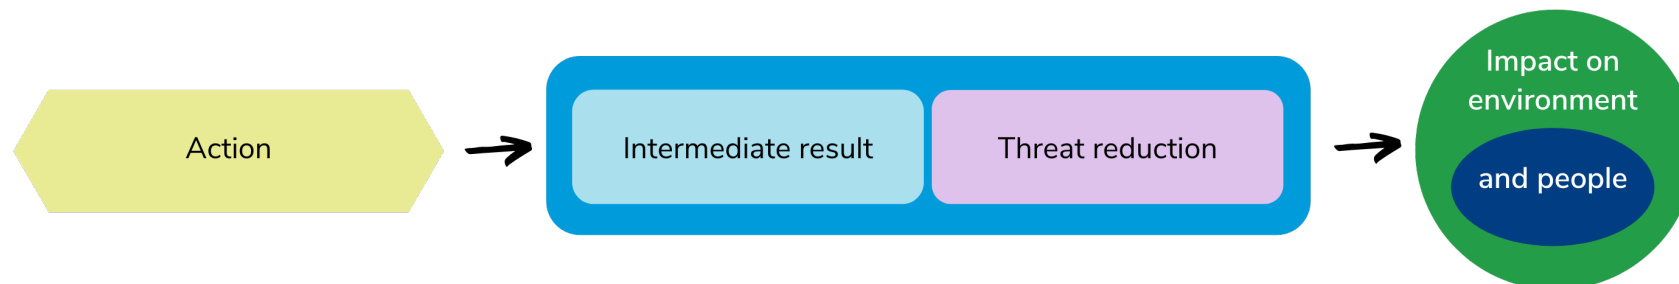 Action
Intermediate result
Threat reduction
Impact on
environment
and people